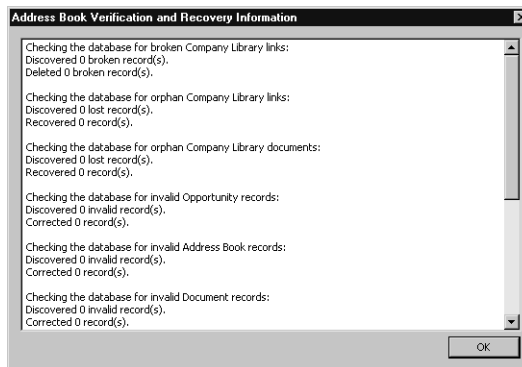 Address Book Verification and Recovery Information
Checking the database for broken Company Library links:
Discovered 0 broken record(s).
Deleted 0 broken record(s).
Checking the database for orphan Company Library links:
Discovered 0 lost record(s).
Recovered 0 record(s).
Checking the database for orphan Company Library documents:
Discovered 0 lost record(s).
Recovered 0 record(s).
Checking the database for invalid Opportunity records:
Discovered 0 invalid record(s).
Corrected 0 record(s).
Checking the database for invalid Address Book records:
Discovered 0 invalid record(s).
Corrected 0 record(s).
Checking the database for invalid Document records:
Discovered 0 invalid record(s).
Corrected 0 record(s).
OK